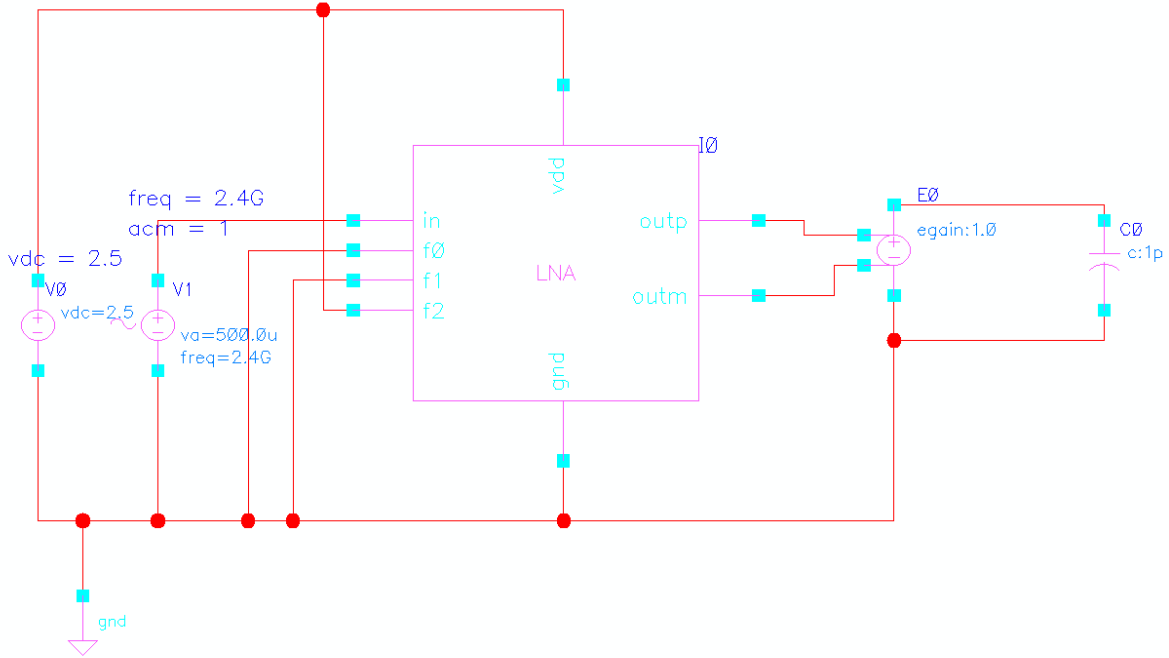 I0
vdd
freq = 2.4G
acm = 1
in
outp
E0
egain:1.0
C0
c:1p
f0
vdc = 2.5
V0
vdc=2.5
V1
f1
LNA
outm
f2
va=500.0u
freq=2.4G
gnd
gnd